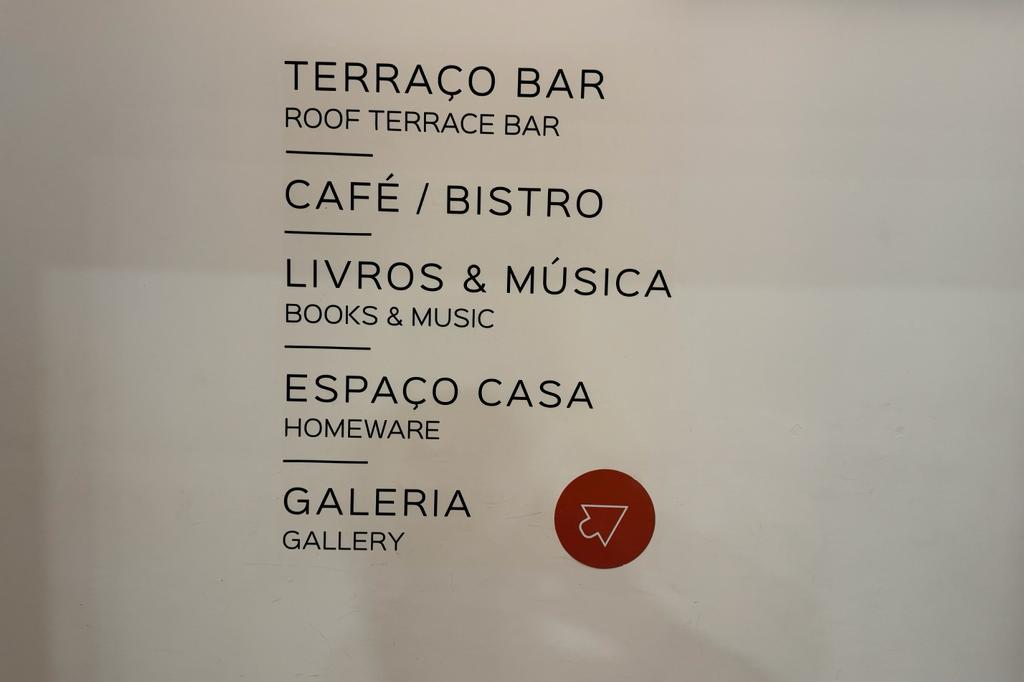 TERRAÇO BAR
ROOF TERRACE BAR
CAFÉ / BISTRO
LIVROS & MÚSICA
BOOKS & MUSIC
ESPAÇO CASA
HOMEWARE
GALERIA
GALLERY